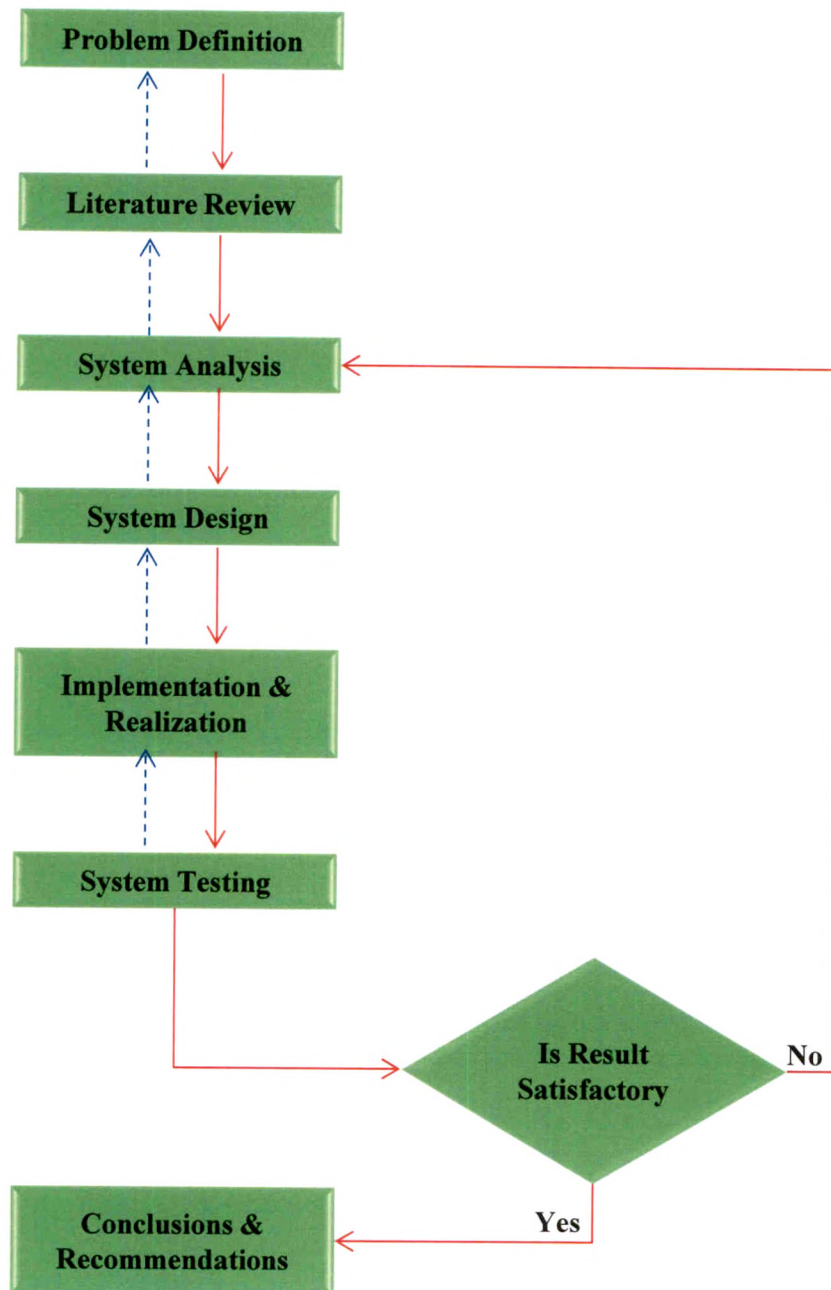 Problem Definition
Literature Review
System Analysis
System Design
Implementation &
Realization
System Testing
Is Result
Satisfactory
No
Yes
Conclusions &
Recommendations